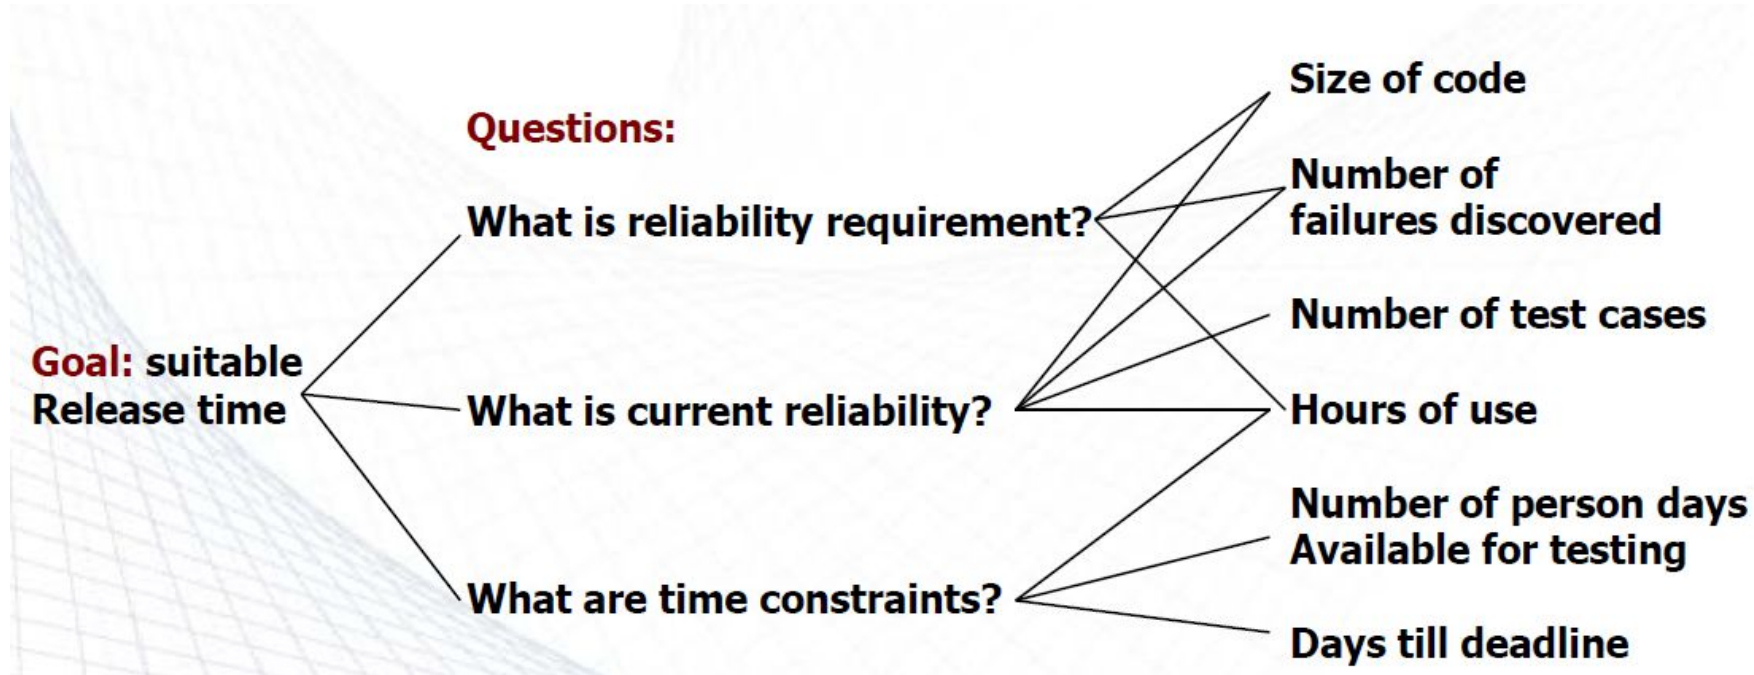 Goal: suitable
Release time
Questions:
What is reliability requirement?
What is current reliability?
What are time constraints?
Size of code
Number of
failures discovered
Number of test cases
Hours of use
Number of person days
Available for testing
Days till deadline